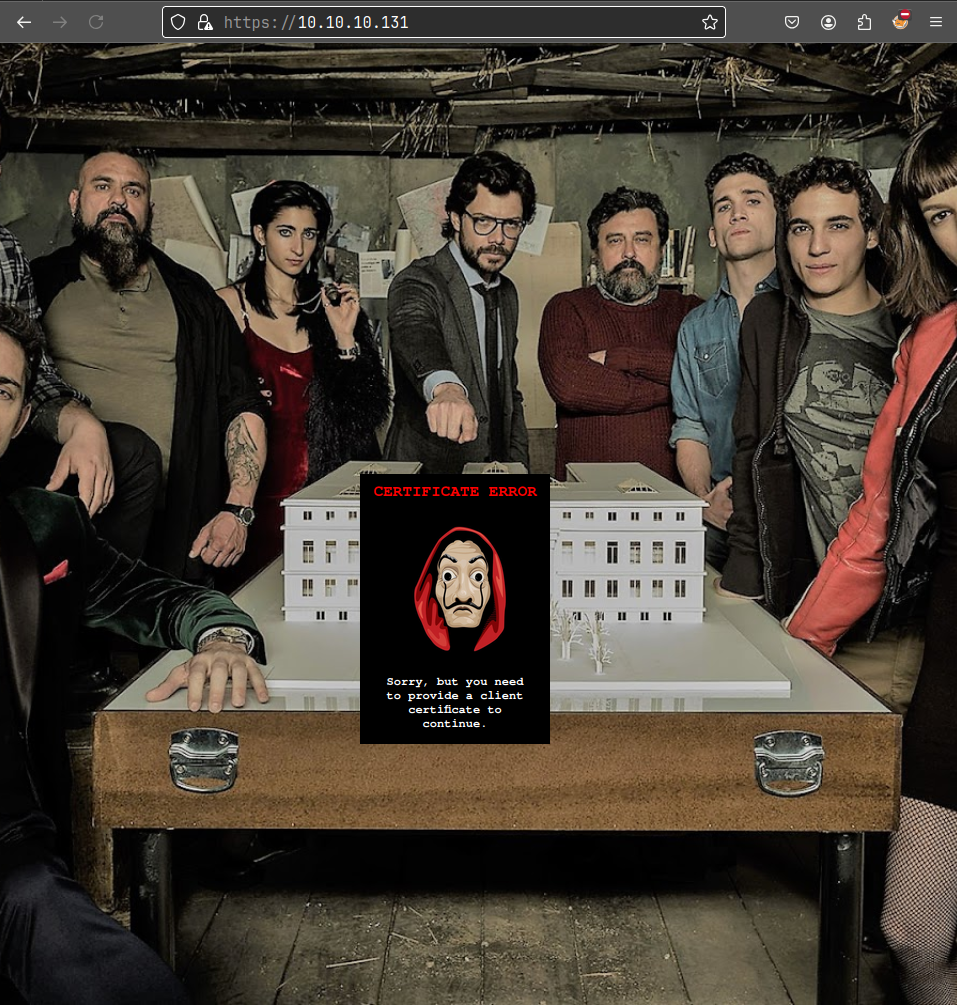 https://10.10.10.131
CERTIFICATE ERROR
Sorry, but you need
to provide a client
certificate to
continue.